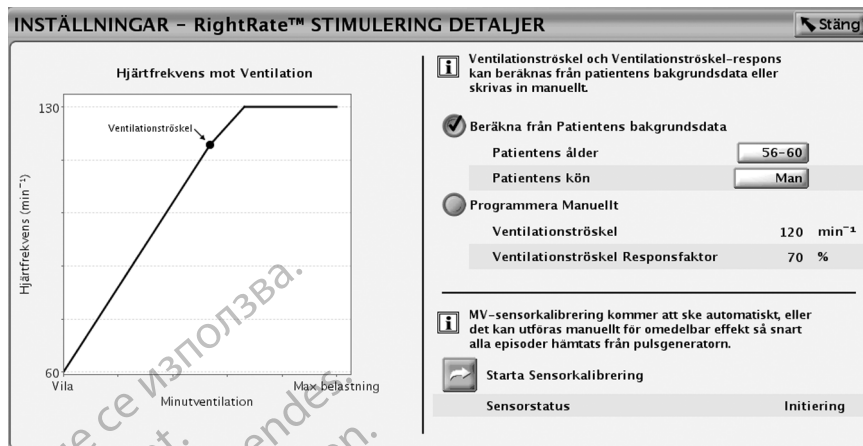 INSTÄLLNINGAR – RightRate™ STIMULERING DETALJER
Stäng
Hjärtfrekvens mot Ventilation
130
Ventilationströskel
Hjärtfrekvens (min⁻¹)
60
Vila
Max belastning
Minutventilation
Ventilationströskel och Ventilationströskel-respons
kan beräknas från patientens bakgrundsdata eller
skrivas in manuellt.
Beräkna från Patientens bakgrundsdata
Patientens ålder 56-60
Patientens kön Man
Programmera Manuellt
Ventilationströskel 120 min⁻¹
Ventilationströskel Responsfaktor 70 %
MV-sensorkalibrering kommer att ske automatiskt, eller
det kan utföras manuellt för omedelbar effekt så snart
alla episoder hämtats från pulsgeneratorn.
Starta Sensorkalibrering
Sensorstatus Initiering
се използва.